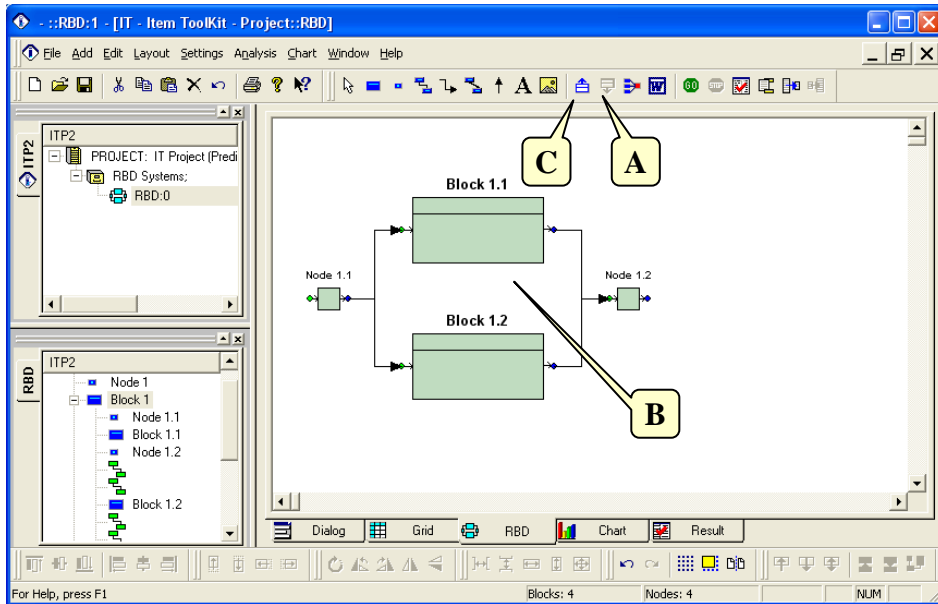 - ::RBD:1 - [IT - Item ToolKit - Project::RBD]
File Add Edit Layout Settings Analysis Chart Window Help
A W GO STOP
C A
ITP2
ITP2
PROJECT: IT Project (Predi
RBD Systems;
RBD:0
Block 1.1
Node 1.1
Node 1.2
Block 1.2
B
RBD
ITP2
Node 1
Block 1
Node 1.1
Block 1.1
Node 1.2
Block 1.2
Dialog Grid RBD Chart Result
For Help, press F1 Blocks: 4 Nodes: 4 NUM